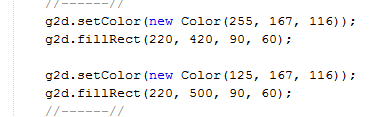 //------//
g2d.setColor(new Color(255, 167, 116));
g2d.fillRect(220, 420, 90, 60);
g2d.setColor(new Color(125, 167, 116));
g2d.fillRect(220, 500, 90, 60);
//------//